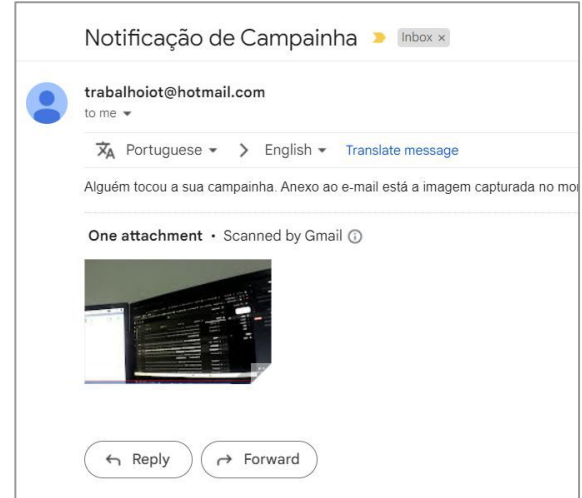 Notificação de Campainha Inbox ×
trabalhoiot@hotmail.com
to me
Portuguese > English Translate message
Alguém tocou a sua campainha. Anexo ao e-mail está a imagem capturada no
One attachment • Scanned by Gmail
Reply Forward